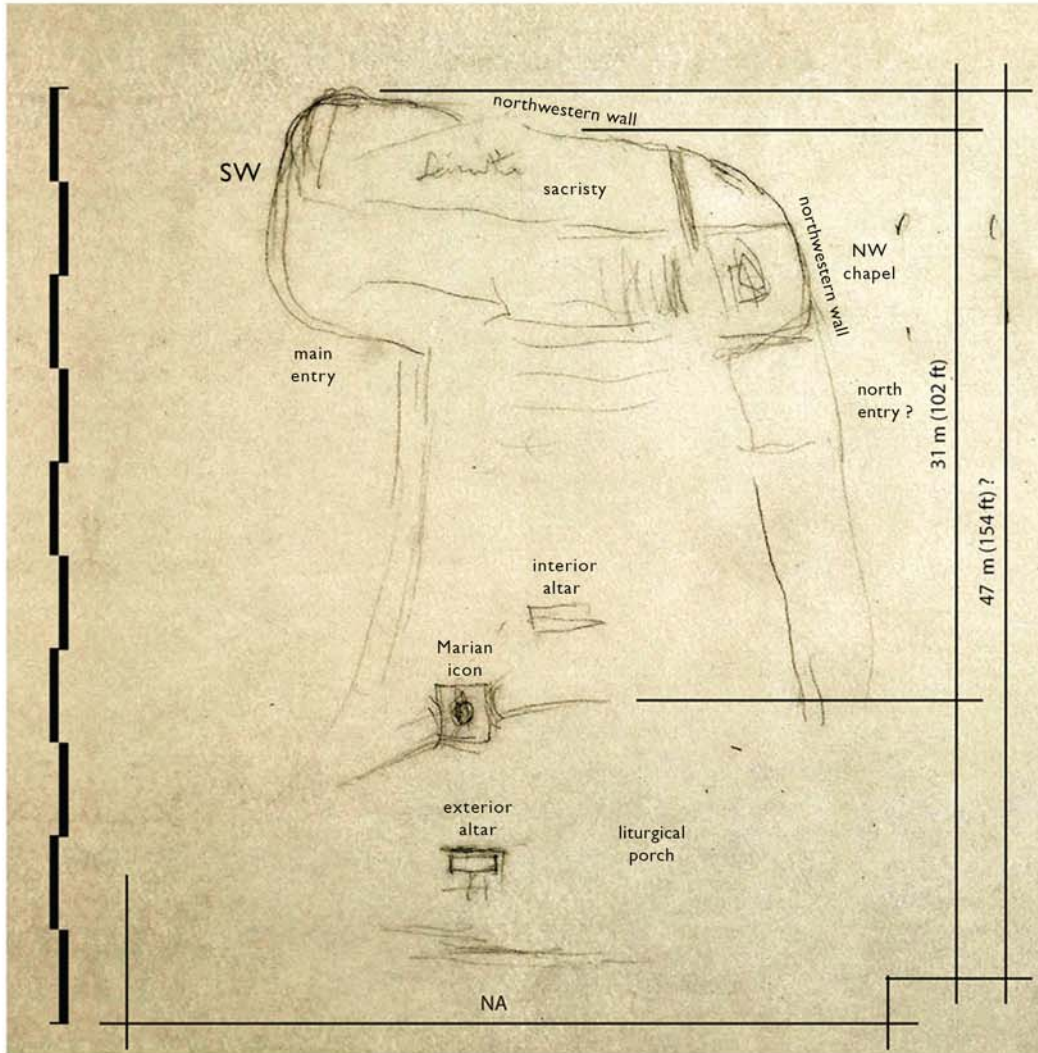 northwestern wall
SW
sacristy
northwestern wall
NW
chapel
main
entry
north
entry ?
31 m (102 ft)
47 m (154 ft) ?
interior
altar
Marian
icon
exterior
altar
liturgical
porch
NA